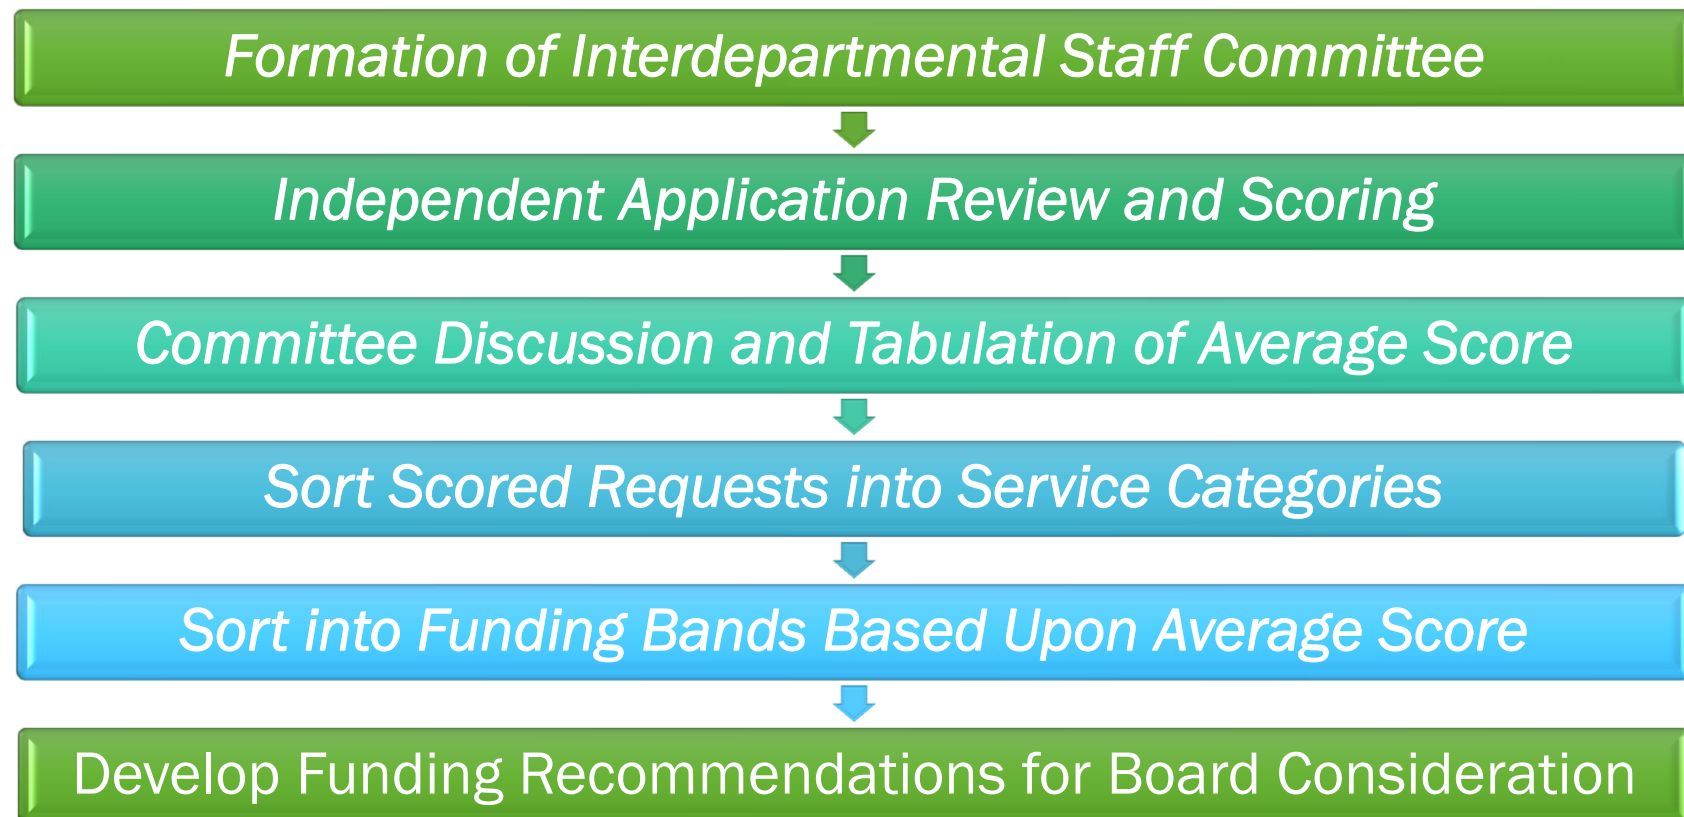 Formation of Interdepartmental Staff Committee
Independent Application Review and Scoring
Committee Discussion and Tabulation of Average Score
Sort Scored Requests into Service Categories
Sort into Funding Bands Based Upon Average Score
Develop Funding Recommendations for Board Consideration